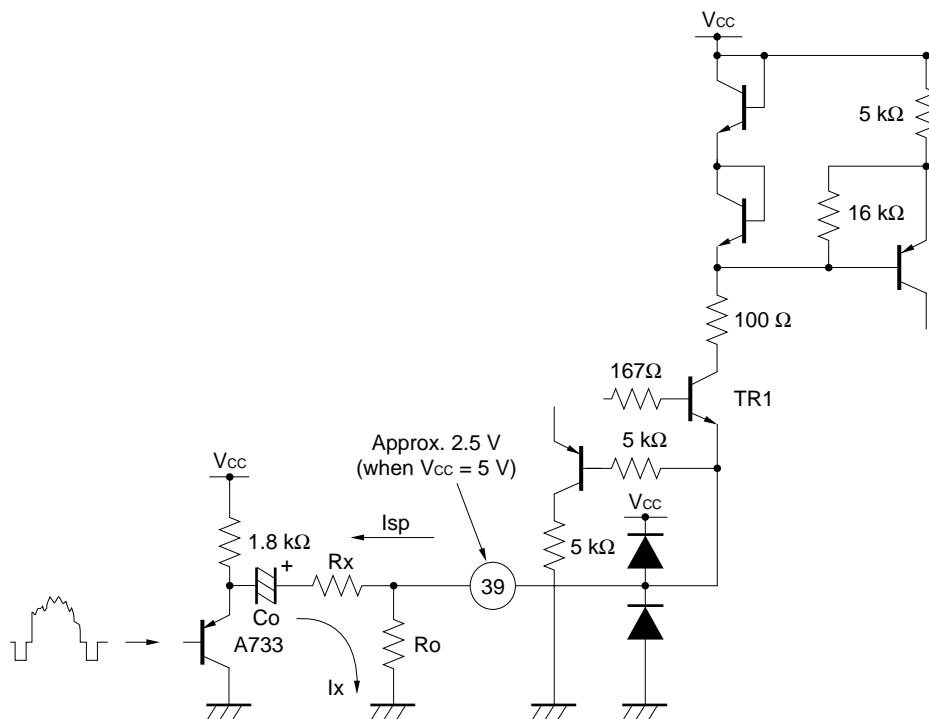 VCC
5 kΩ
16 kΩ
100 Ω
167Ω
TR1
Approx. 2.5 V
(when VCC = 5 V)
5 kΩ
VCC
VCC
Isp
1.8 kΩ
+
Rx
5 kΩ
39
Co
A733
Ro
Ix